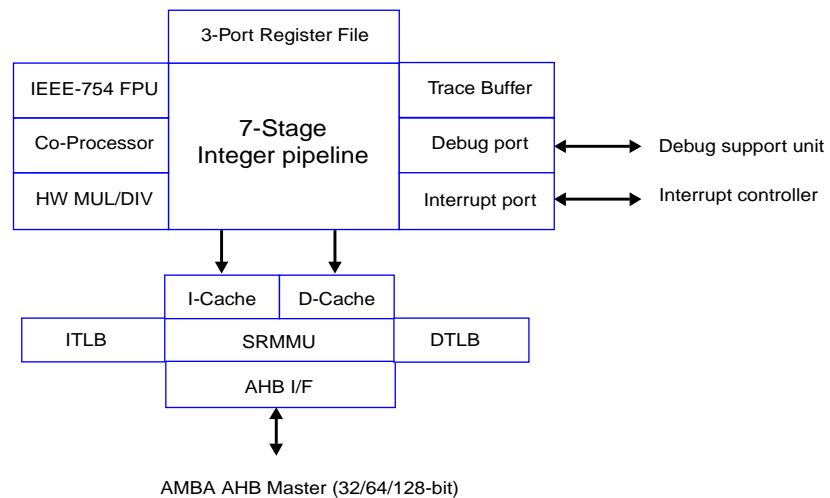 3-Port Register File
IEEE-754 FPU
7-Stage
Integer pipeline
Trace Buffer
Co-Processor
Debug port
Debug support unit
HW MUL/DIV
Interrupt port
Interrupt controller
I-Cache
D-Cache
ITLB
SRMMU
DTLB
AHB I/F
AMBA AHB Master (32/64/128-bit)